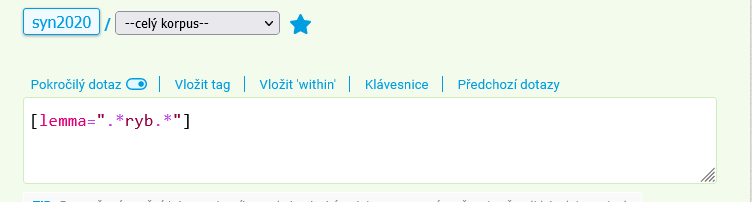 syn2020 / --celý korpus--
Pokročilý dotaz | Vložit tag | Vložit 'within' | Klávesnice | Předchozí dotazy
[lemma=".*ryb.*"]